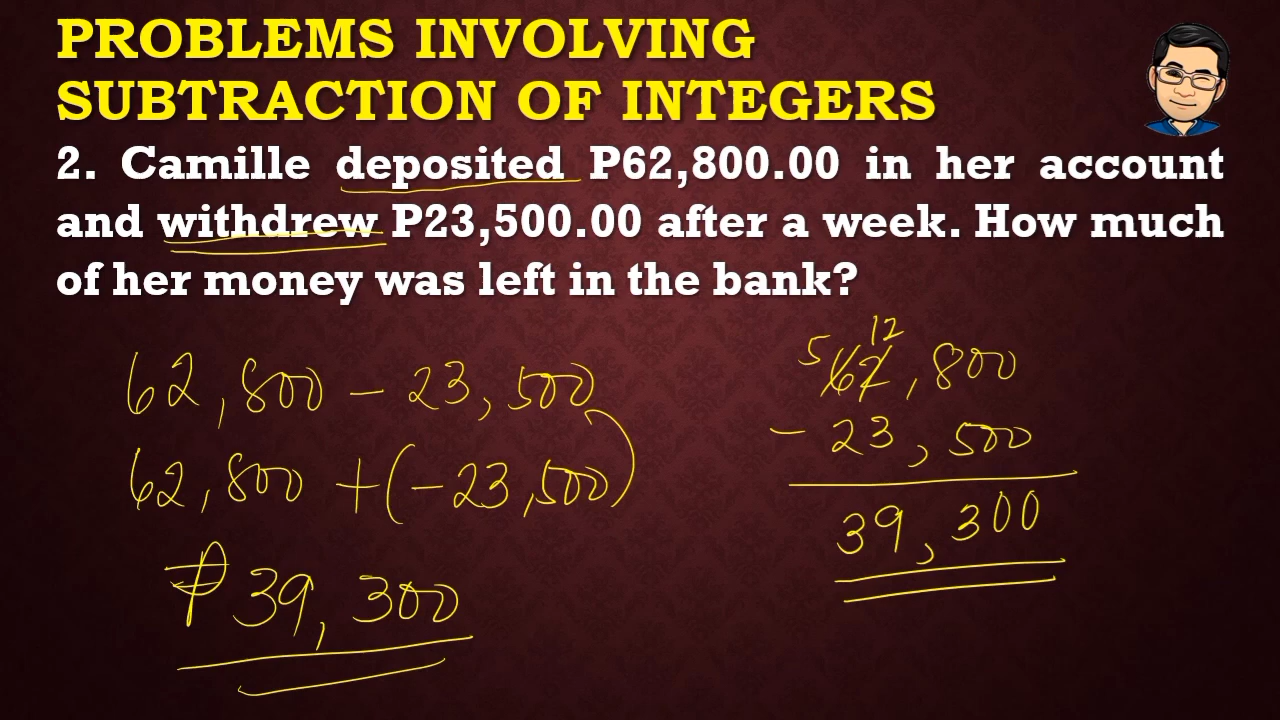 PROBLEMS INVOLVING
SUBTRACTION OF INTEGERS
2. Camille deposited P62,800.00 in her account
and withdrew P23,500.00 after a week. How much
of her money was left in the bank?
62,800 - 23,500
62,800 + (-23,500)
₱39,300
5 12
62,800
- 23,500
39,300